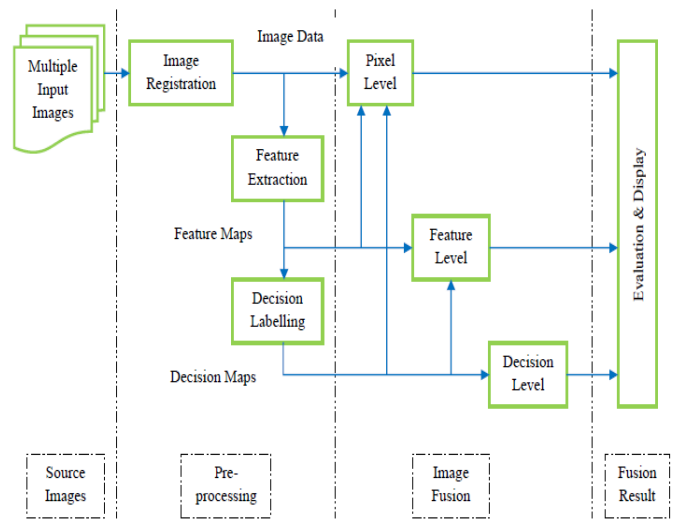 Image Data
Multiple
Input
Images
Image
Registration
Pixel
Level
Feature
Extraction
Feature Maps
Feature
Level
Evaluation & Display
Decision
Labelling
Decision Maps
Decision
Level
Source
Images
Pre-
processing
Image
Fusion
Fusion
Result